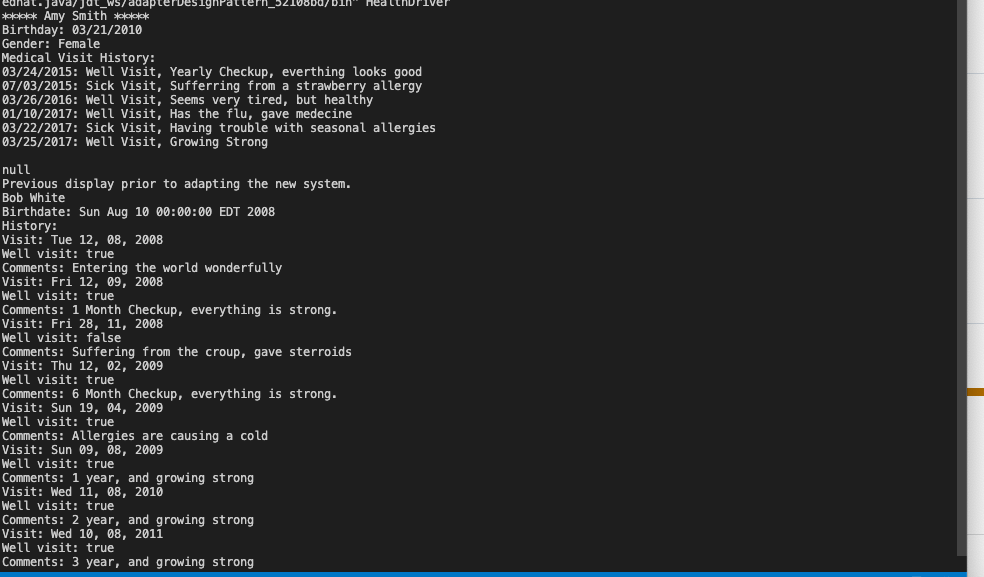 ednat.java/jdt_ws/adapterDesignPattern_52108bd/bin" HealthDriver
***** Amy Smith *****
Birthday: 03/21/2010
Gender: Female
Medical Visit History:
03/24/2015: Well Visit, Yearly Checkup, everthing looks good
07/03/2015: Sick Visit, Sufferring from a strawberry allergy
03/26/2016: Well Visit, Seems very tired, but healthy
01/10/2017: Well Visit, Has the flu, gave medecine
03/22/2017: Sick Visit, Having trouble with seasonal allergies
03/25/2017: Well Visit, Growing Strong
null
Previous display prior to adapting the new system.
Bob White
Birthdate: Sun Aug 10 00:00:00 EDT 2008
History:
Visit: Tue 12, 08, 2008
Well visit: true
Comments: Entering the world wonderfully
Visit: Fri 12, 09, 2008
Well visit: true
Comments: 1 Month Checkup, everything is strong.
Visit: Fri 28, 11, 2008
Well visit: false
Comments: Suffering from the croup, gave sterroids
Visit: Thu 12, 02, 2009
Well visit: true
Comments: 6 Month Checkup, everything is strong.
Visit: Sun 19, 04, 2009
Well visit: true
Comments: Allergies are causing a cold
Visit: Sun 09, 08, 2009
Well visit: true
Comments: 1 year, and growing strong
Visit: Wed 11, 08, 2010
Well visit: true
Comments: 2 year, and growing strong
Visit: Wed 10, 08, 2011
Well visit: true
Comments: 3 year, and growing strong